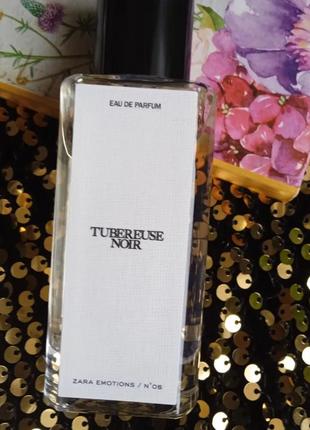 EAU DE PARFUM
TUBEREUSE
NOIR
ZARA EMOTIONS / N°05